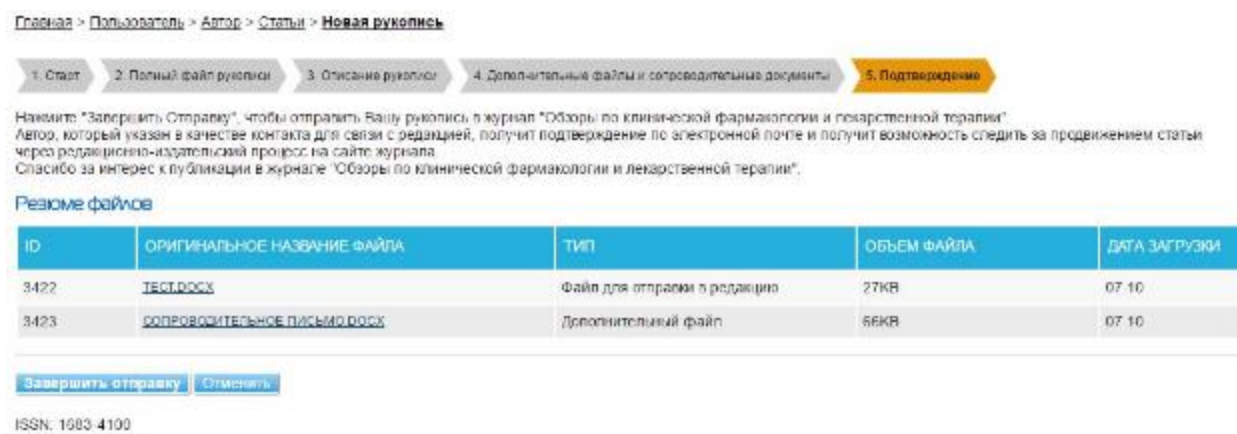 Главная > Пользователь > Автор > Статьи > Новая рукопись
1. Старт 2. Полный файл рукописи 3. Описание рукописи 4. Дополнительные файлы и сопроводительные документы 5. Подтверждение
Нажмите "Завершить Отправку", чтобы отправить Вашу рукопись в журнал "Обзоры по клинической фармакологии и лекарственной терапии"
Автор, который указан в качестве контакта для связи с редакцией, получит подтверждение по электронной почте и получит возможность следить за продвижением статьи
через редакционно-издательский процесс на сайте журнала
Спасибо за интерес к публикации в журнале "Обзоры по клинической фармакологии и лекарственной терапии".
Резюме файлов
ID ОРИГИНАЛЬНОЕ НАЗВАНИЕ ФАЙЛА ТИП ОБЪЕМ ФАЙЛА ДАТА ЗАГРУЗКИ
3422 ТЕСТ.DOCX Файл для отправки в редакцию 27KB 07 10
3423 СОПРОВОДИТЕЛЬНОЕ ПИСЬМО.DOCX Дополнительный файл 66KB 07 10
Завершить отправку Отменить
ISSN: 1683-4100